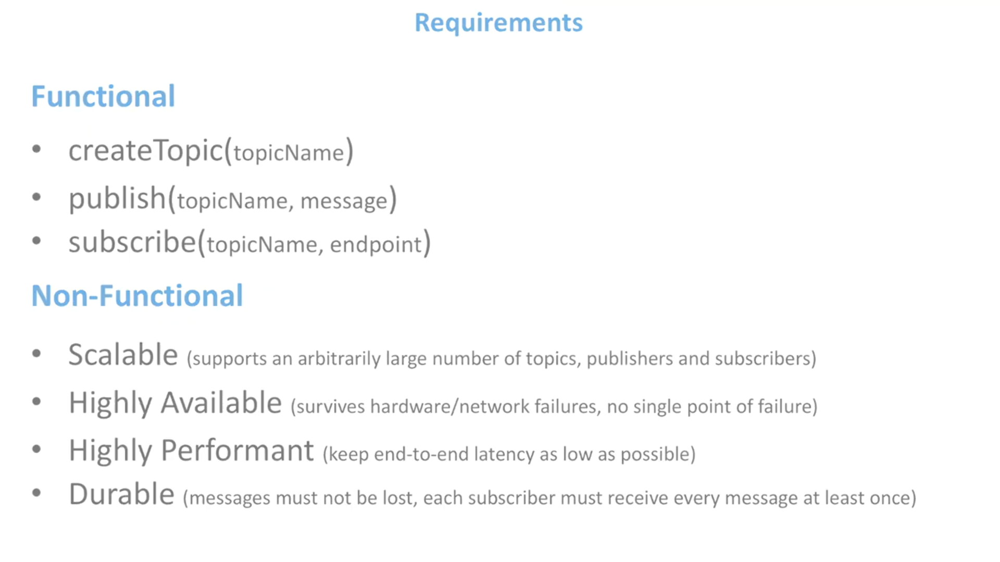 Requirements
Functional
• createTopic(topicName)
• publish(topicName, message)
• subscribe(topicName, endpoint)
Non-Functional
• Scalable (supports an arbitrarily large number of topics, publishers and subscribers)
• Highly Available (survives hardware/network failures, no single point of failure)
• Highly Performant (keep end-to-end latency as low as possible)
• Durable (messages must not be lost, each subscriber must receive every message at least once)